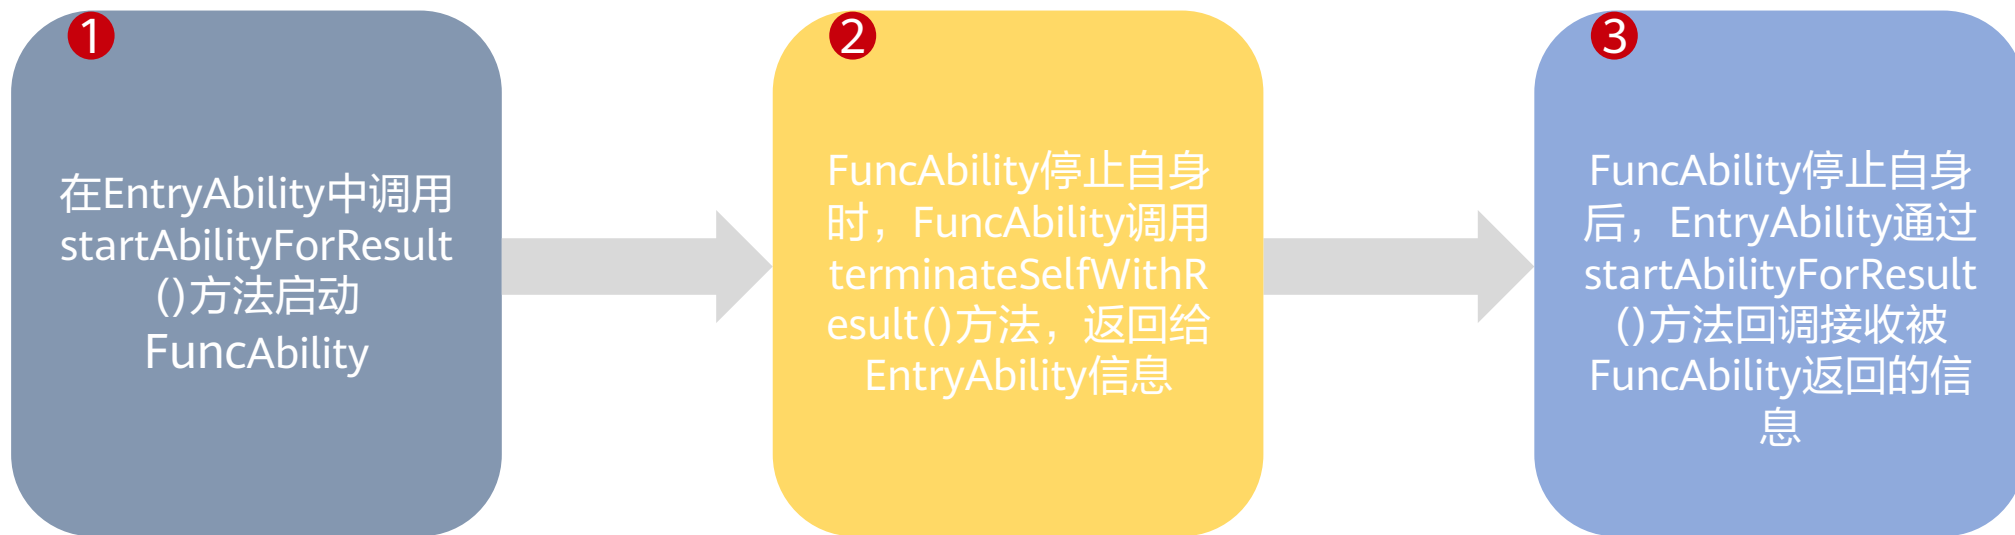 1
在EntryAbility中调用
startAbilityForResult
()方法启动
FuncAbility
2
FuncAbility停止自身
时，FuncAbility调用
terminateSelfWithR
esult()方法，返回给
EntryAbility信息
3
FuncAbility停止自身
后，EntryAbility通过
startAbilityForResult
()方法回调接收被
FuncAbility返回的信
息